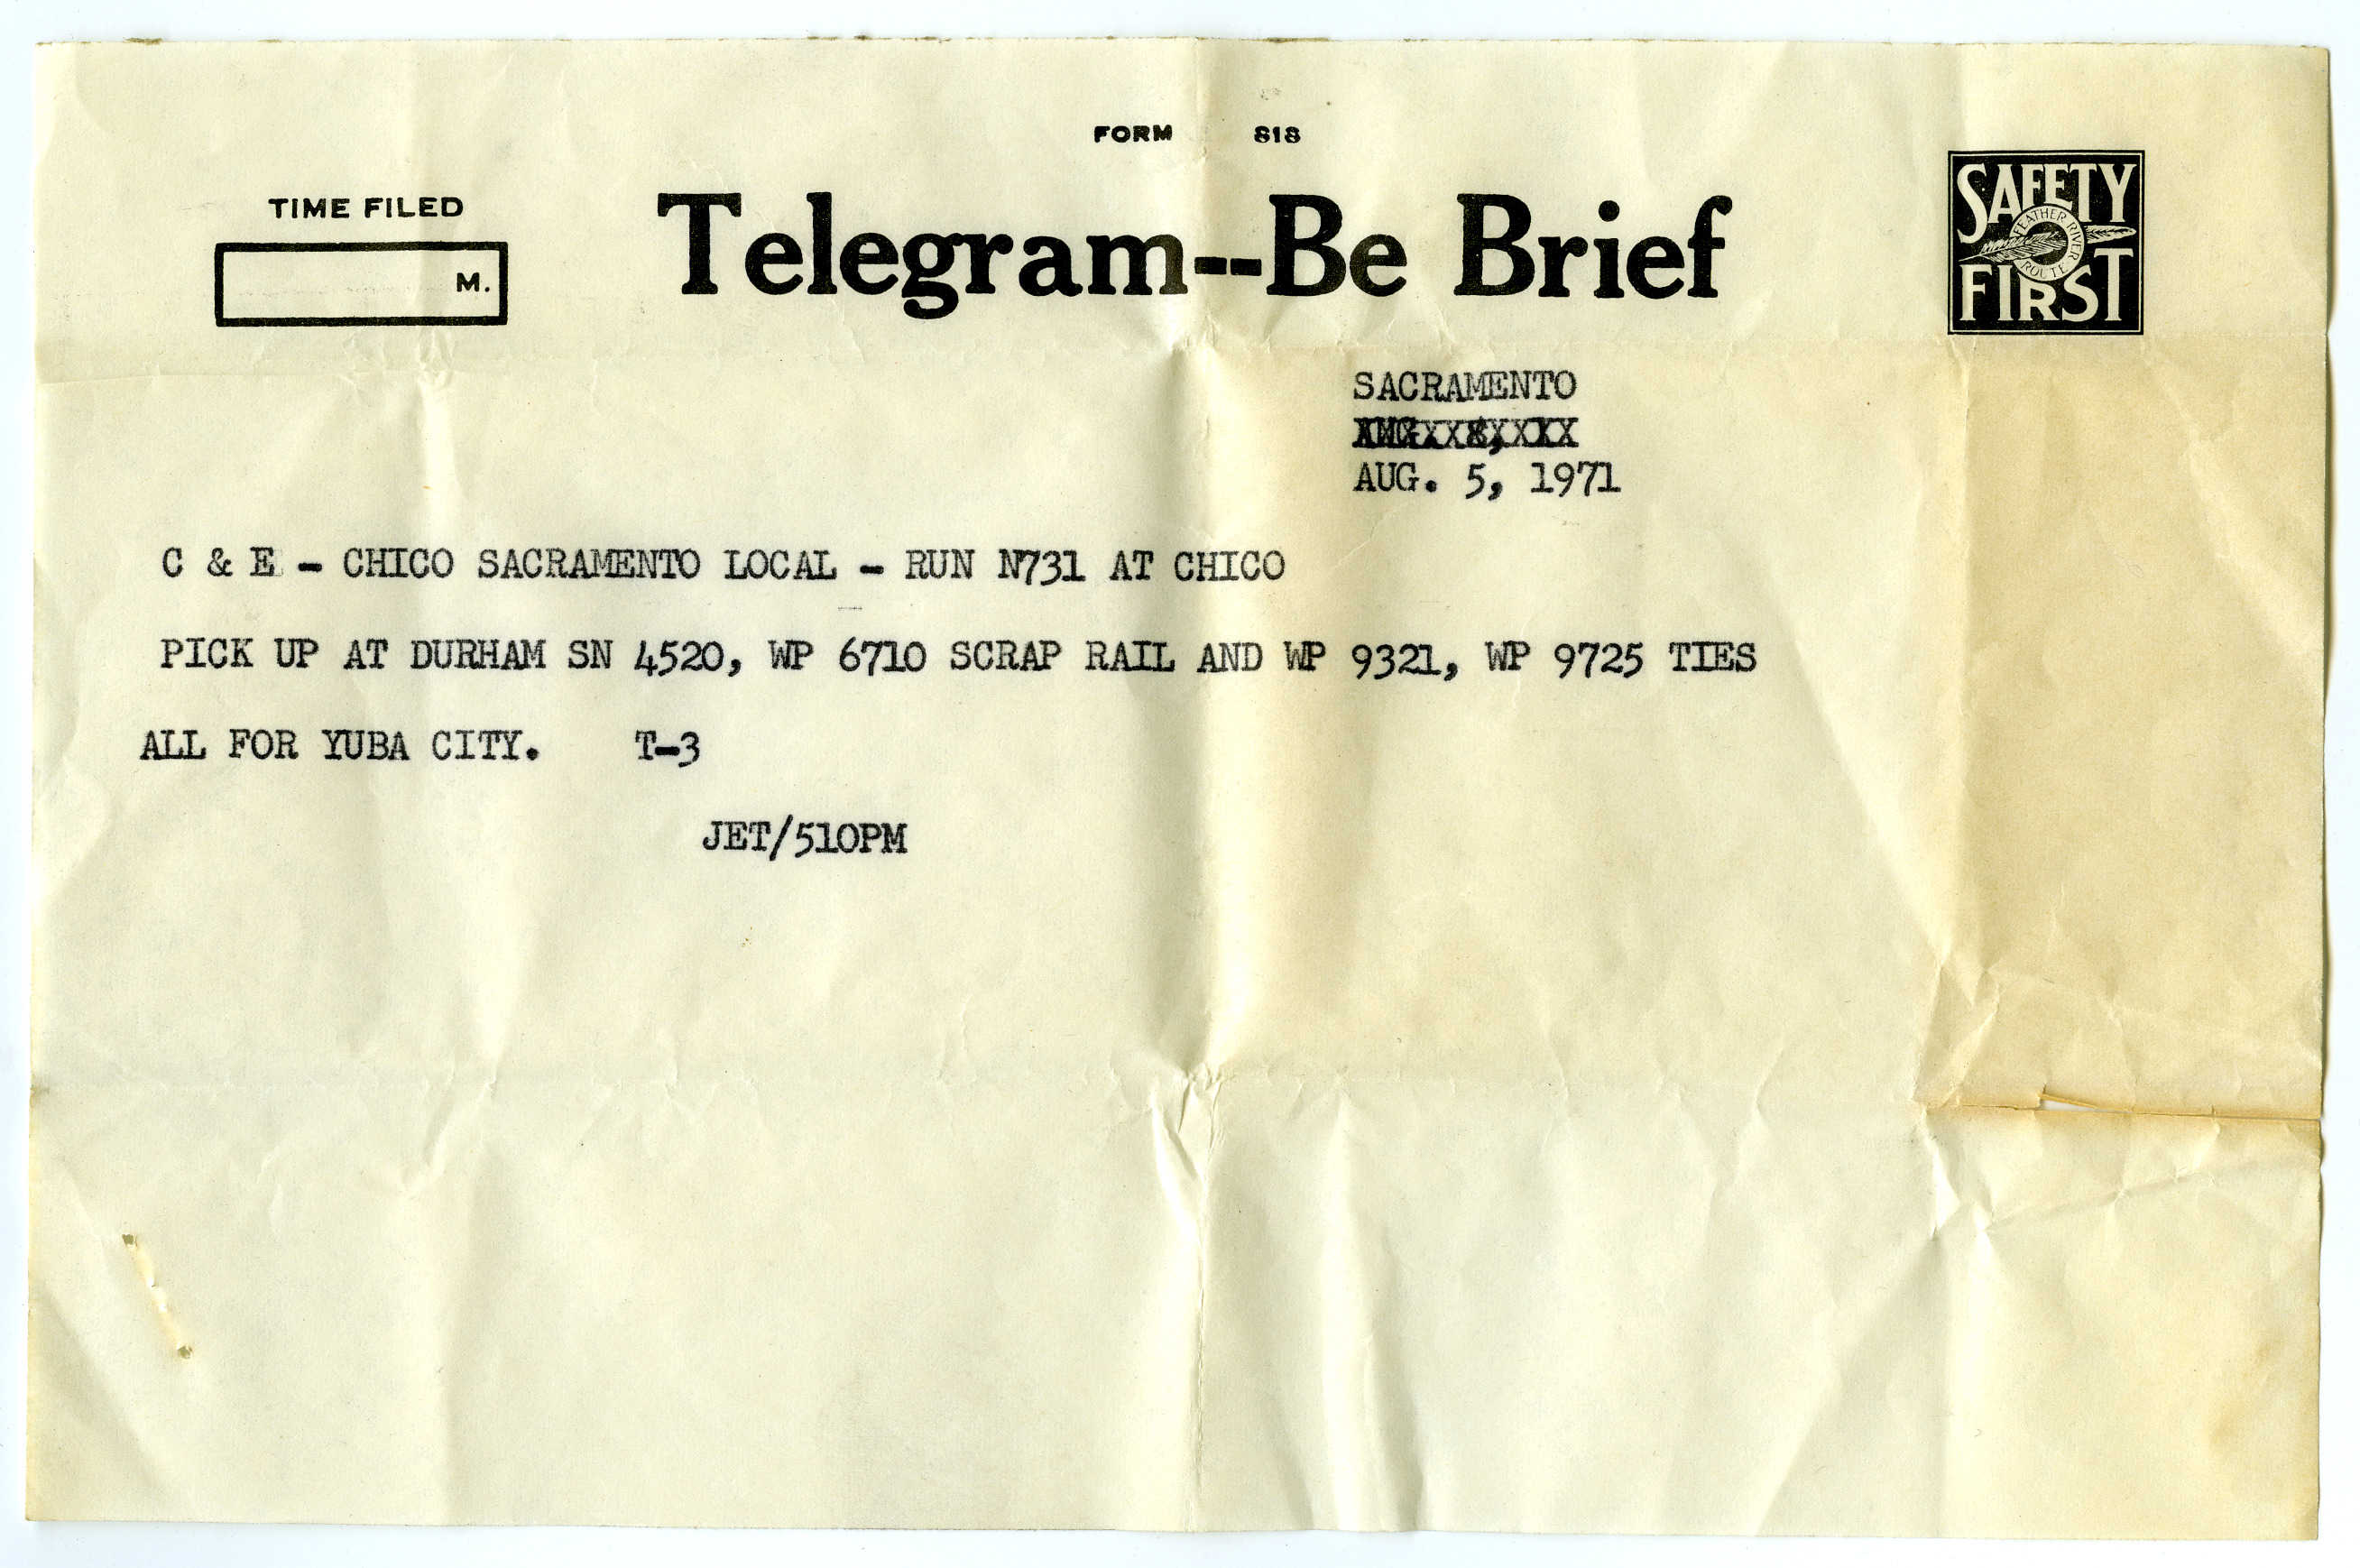 FORM 818
TIME FILED
M.
Telegram--Be Brief
SAFETY
FEATHER RIVER
ROUTE
FIRST
SACRAMENTO
AUG. 5, 1971
C & E - CHICO SACRAMENTO LOCAL - RUN N731 AT CHICO
PICK UP AT DURHAM SN 4520, WP 6710 SCRAP RAIL AND WP 9321, WP 9725 TIES
ALL FOR YUBA CITY. T-3
JET/510PM